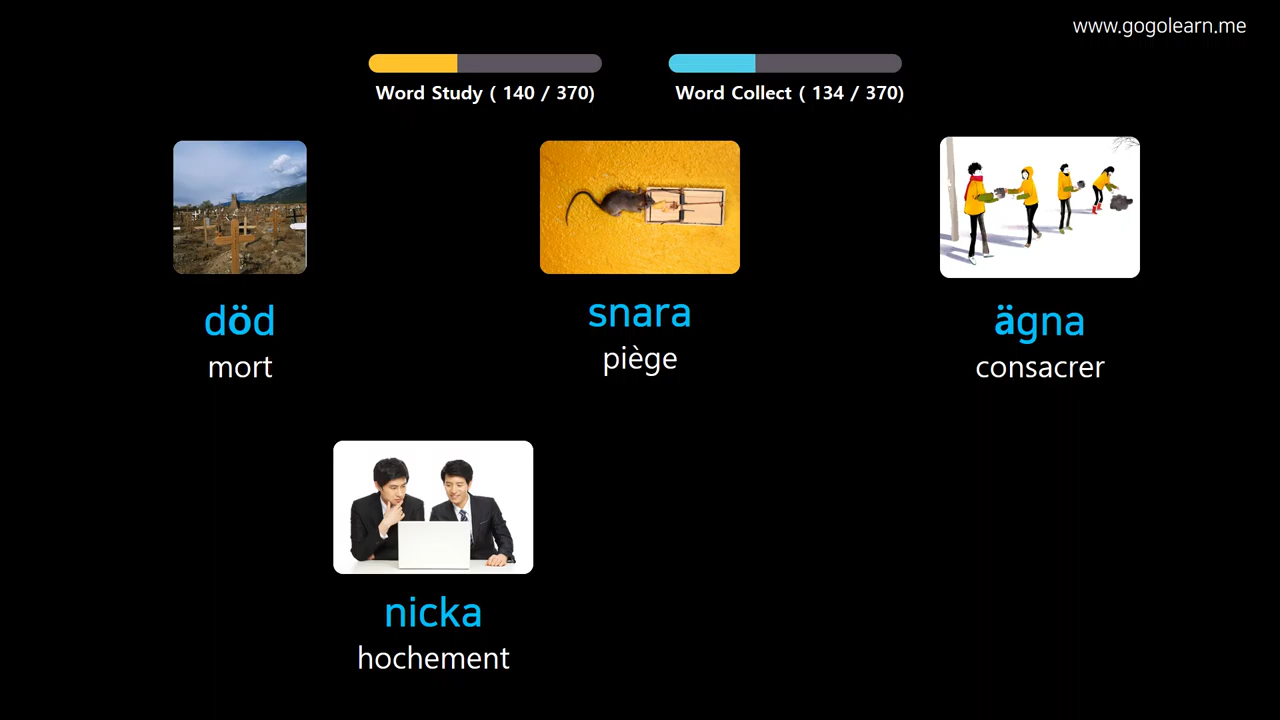 www.gogolearn.me
Word Study ( 140 / 370)
Word Collect ( 134 / 370)
död
mort
snara
piège
ägna
consacrer
nicka
hochement